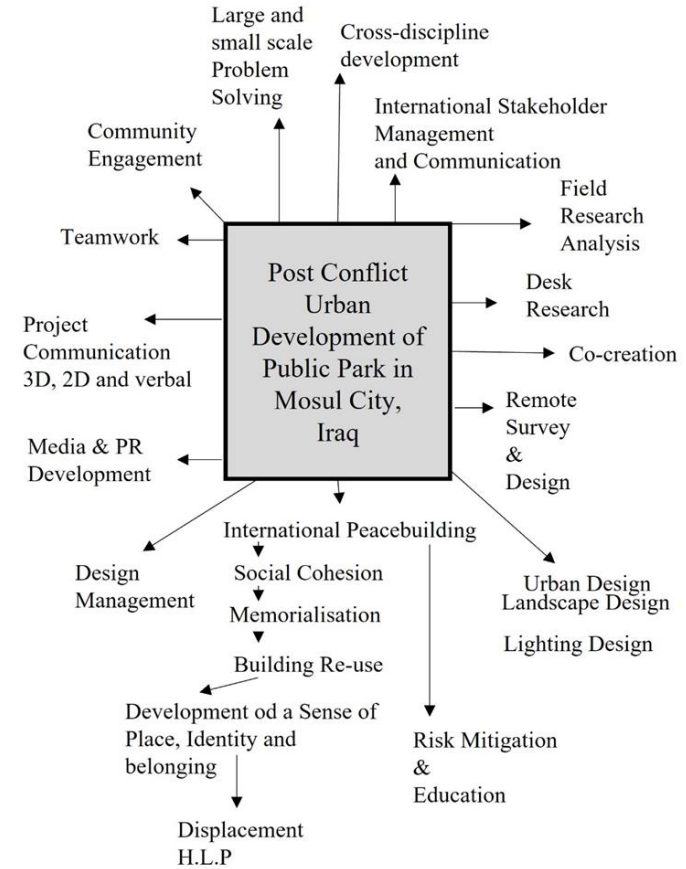 Large and
small scale
Problem
Solving
Cross-discipline
development
International Stakeholder
Management
and Communication
Community
Engagement
Field
Research
Analysis
Teamwork
Post Conflict
Urban
Development of
Public Park in
Mosul City,
Iraq
Desk
Research
Project
Communication
3D, 2D and verbal
Co-creation
Remote
Survey
&
Design
Media & PR
Development
International Peacebuilding
Design
Management
Social Cohesion
Urban Design
Landscape Design
Lighting Design
Memorialisation
Building Re-use
Development od a Sense of
Place, Identity and
belonging
Risk Mitigation
&
Education
Displacement
H.L.P